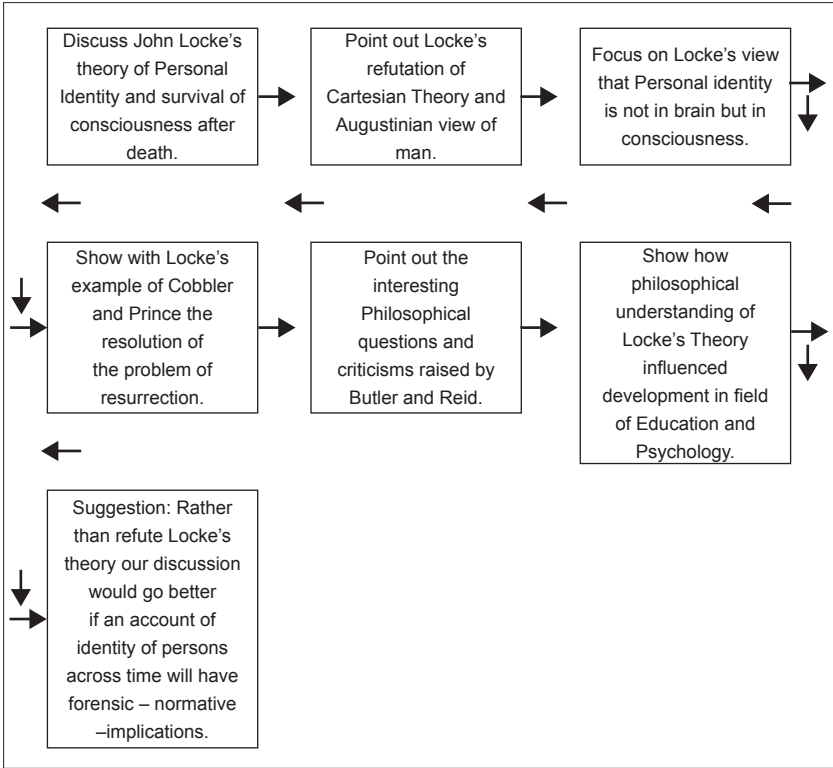 Discuss John Locke's
theory of Personal
Identity and survival of
consciousness after
death.
Point out Locke's
refutation of
Cartesian Theory and
Augustinian view of
man.
Focus on Locke's view
that Personal identity
is not in brain but in
consciousness.
Show with Locke's
example of Cobbler
and Prince the
resolution of
the problem of
resurrection.
Point out the
interesting
Philosophical
questions and
criticisms raised by
Butler and Reid.
Show how
philosophical
understanding of
Locke's Theory
influenced
development in field
of Education and
Psychology.
Suggestion: Rather
than refute Locke's
theory our discussion
would go better
if an account of
identity of persons
across time will have
forensic – normative
–implications.